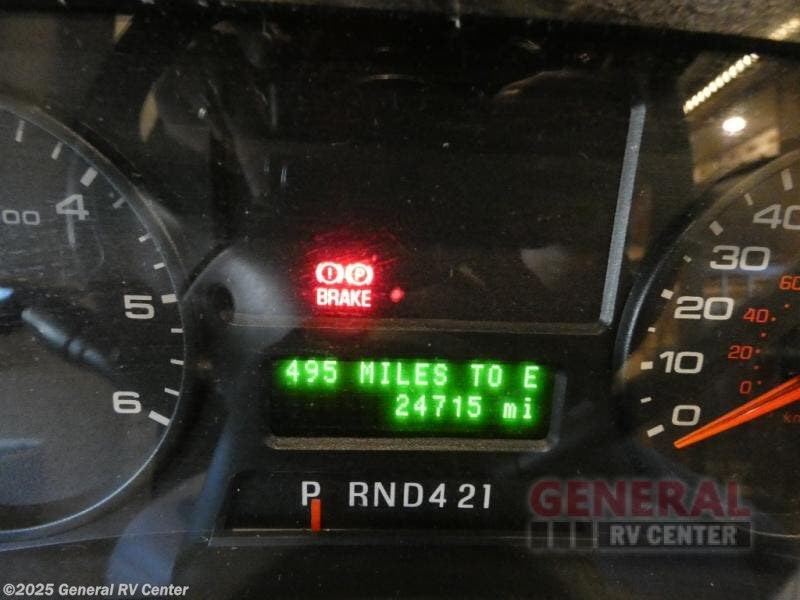 4
00
5
6
BRAKE
495 MILES TO E
24715 mi
P RND421
40
30
20
10
0
60
40
20
0
GENERAL
RV CENTER
©2025 General RV Center